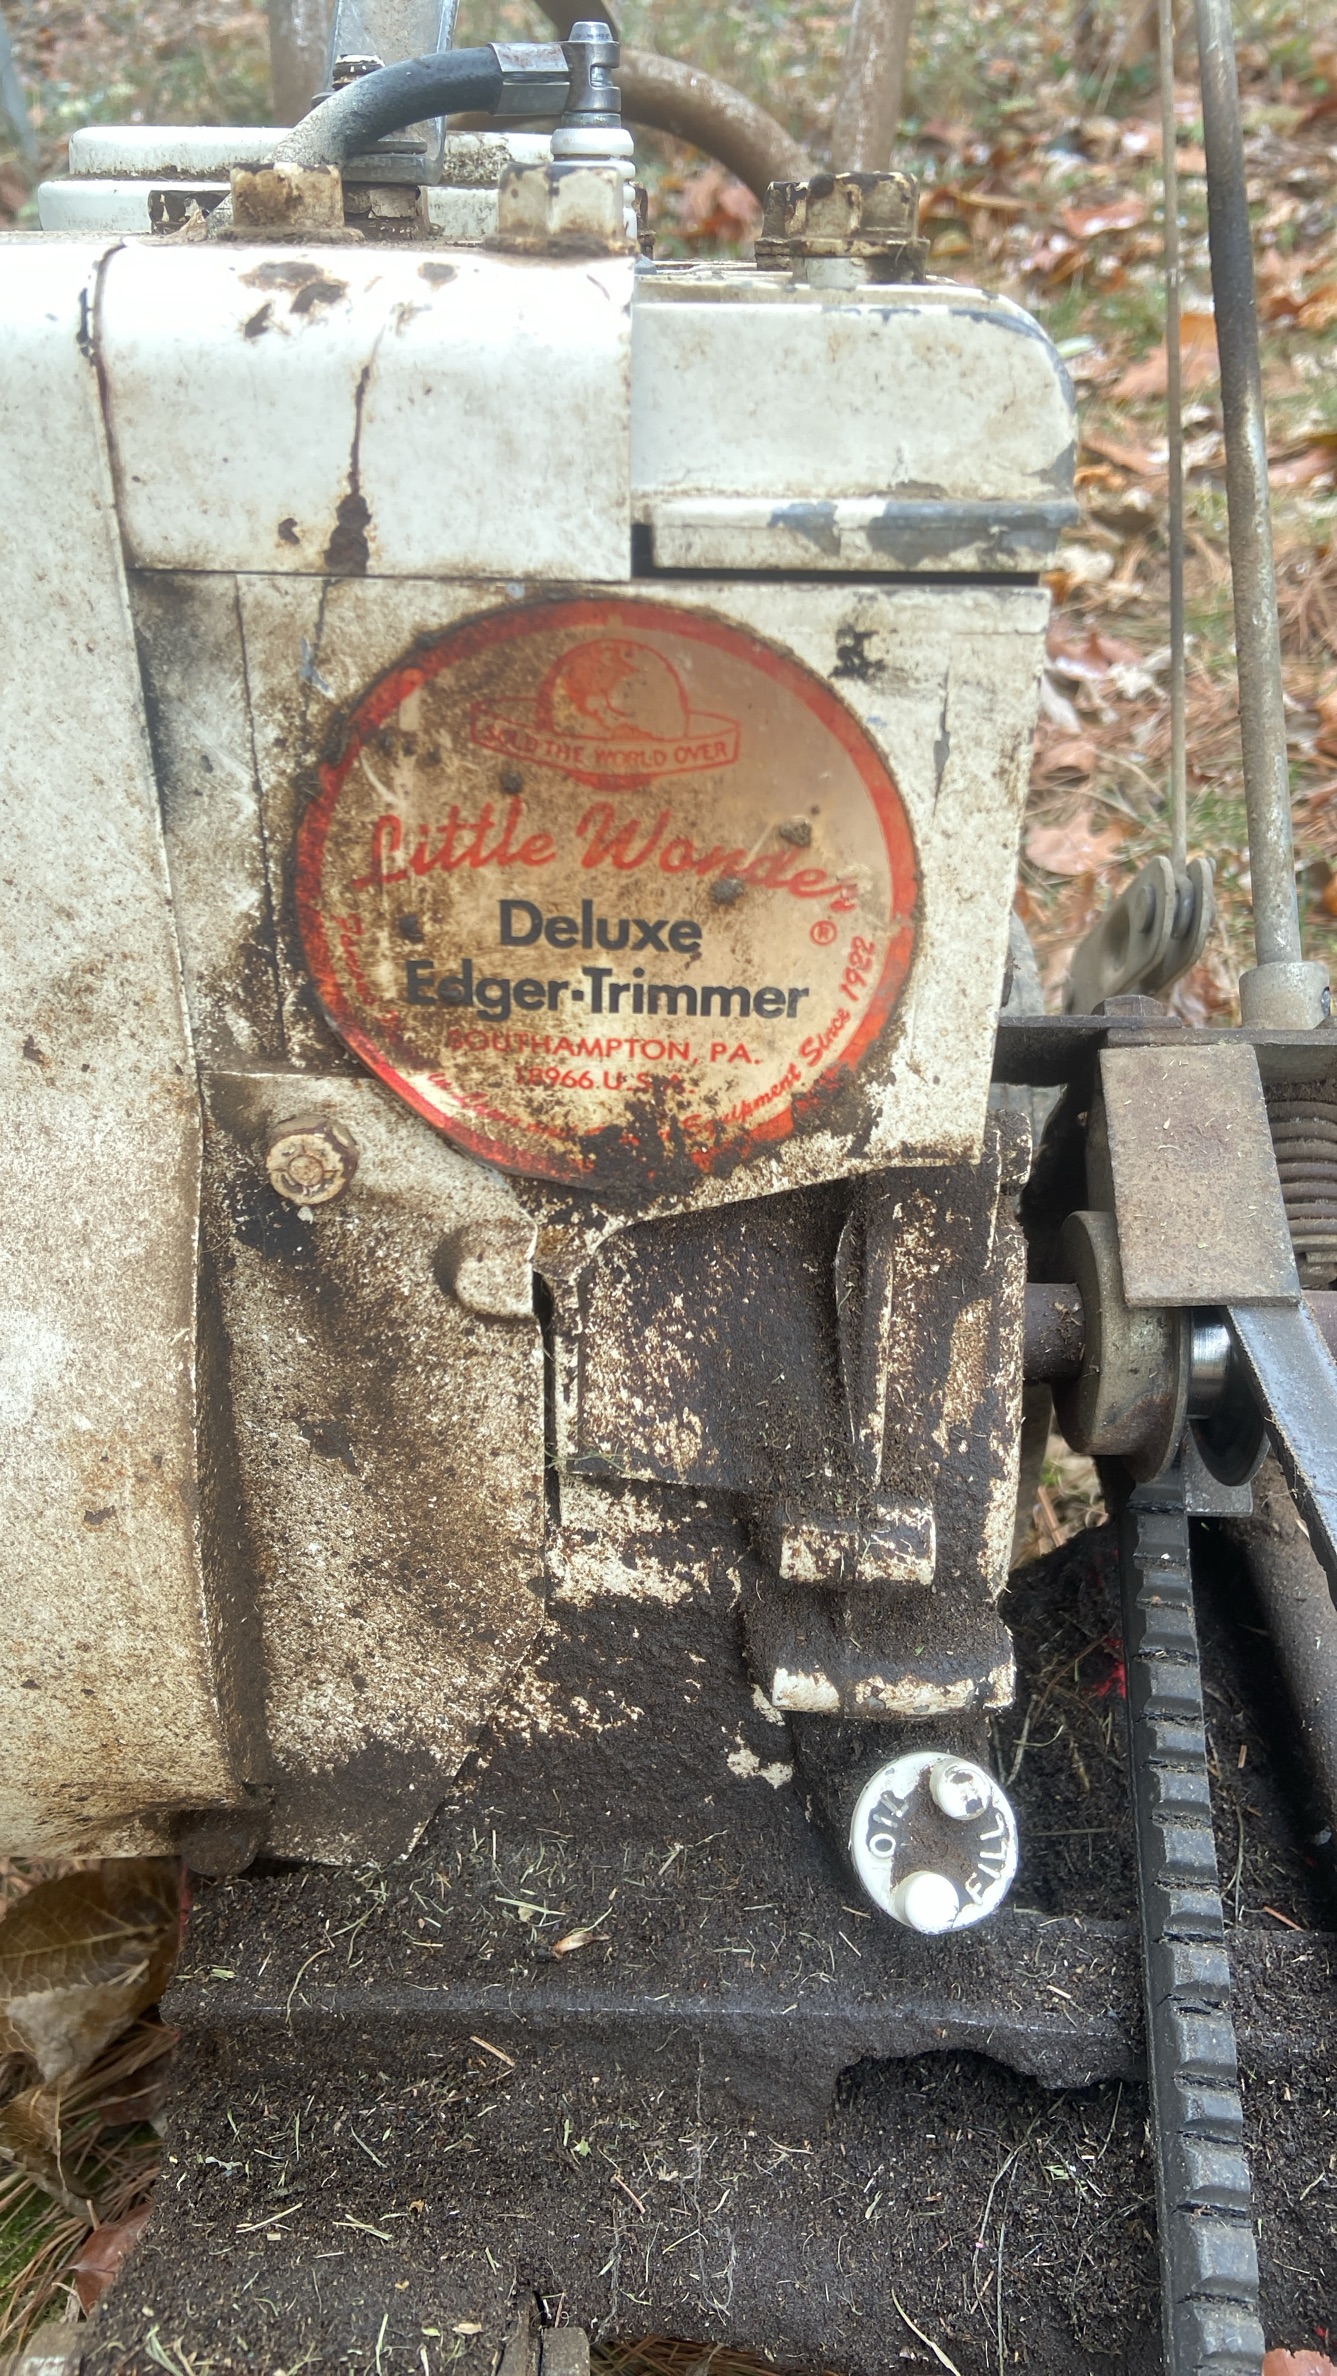 SOLD THE WORLD OVER
Little Wonder®
Deluxe
Edger-Trimmer
SOUTHAMPTON, PA.
18966 U.S.A.
Equipment Since 1922
OIL
FILL